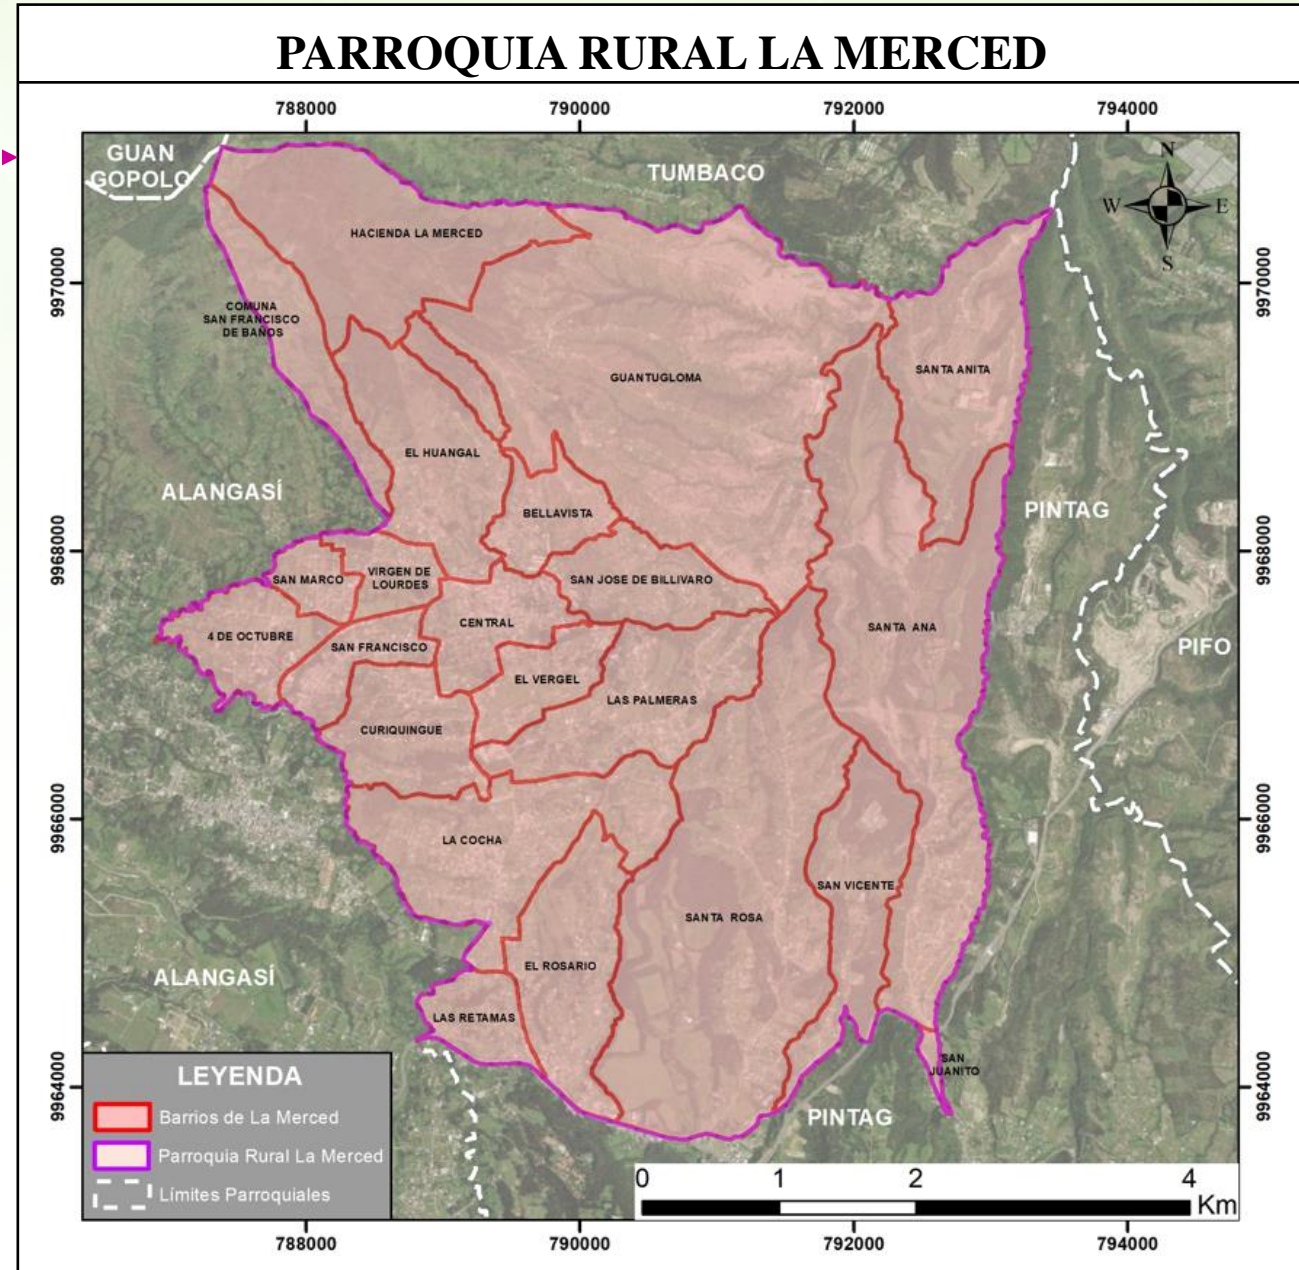 PARROQUIA RURAL LA MERCED
788000
790000
792000
794000
GUAN
GOPOLO
TUMBACO
N
W
E
S
HACIENDA LA MERCED
9970000
9970000
COMUNA
SAN FRANCISCO
DE BAÑOS
GUANTUGLOMA
SANTA ANITA
EL HUANGAL
ALANGASÍ
BELLAVISTA
PINTAG
9968000
9968000
SAN MARCO
VIRGEN DE
LOURDES
SAN JOSE DE BILLIVARO
4 DE OCTUBRE
CENTRAL
SANTA ANA
SAN FRANCISCO
PIFO
EL VERGEL
LAS PALMERAS
CURIQUINGUE
9966000
9966000
LA COCHA
SAN VICENTE
SANTA ROSA
EL ROSARIO
ALANGASÍ
LAS RETAMAS
SAN
JUANITO
9964000
9964000
PINTAG
LEYENDA
Barrios de La Merced
Parroquia Rural La Merced
Límites Parroquiales
0
1
2
4
Km
788000
790000
792000
794000